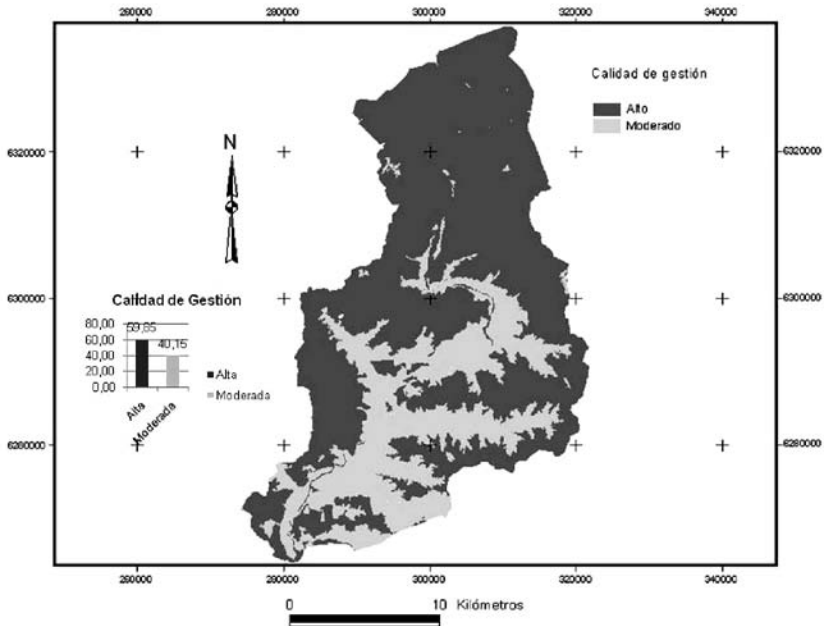 260000 280000 300000 320000 340000
Calidad de gestión
Alto
Moderado
N
6320000 6320000
6300000 6300000
Calidad de Gestión
80,00
60,00
40,00
20,00
0,00
59,85
40,15
Alta
Moderada
Alta
Moderada
6280000 6280000
260000 280000 300000 320000 340000
0 10 Kilómetros